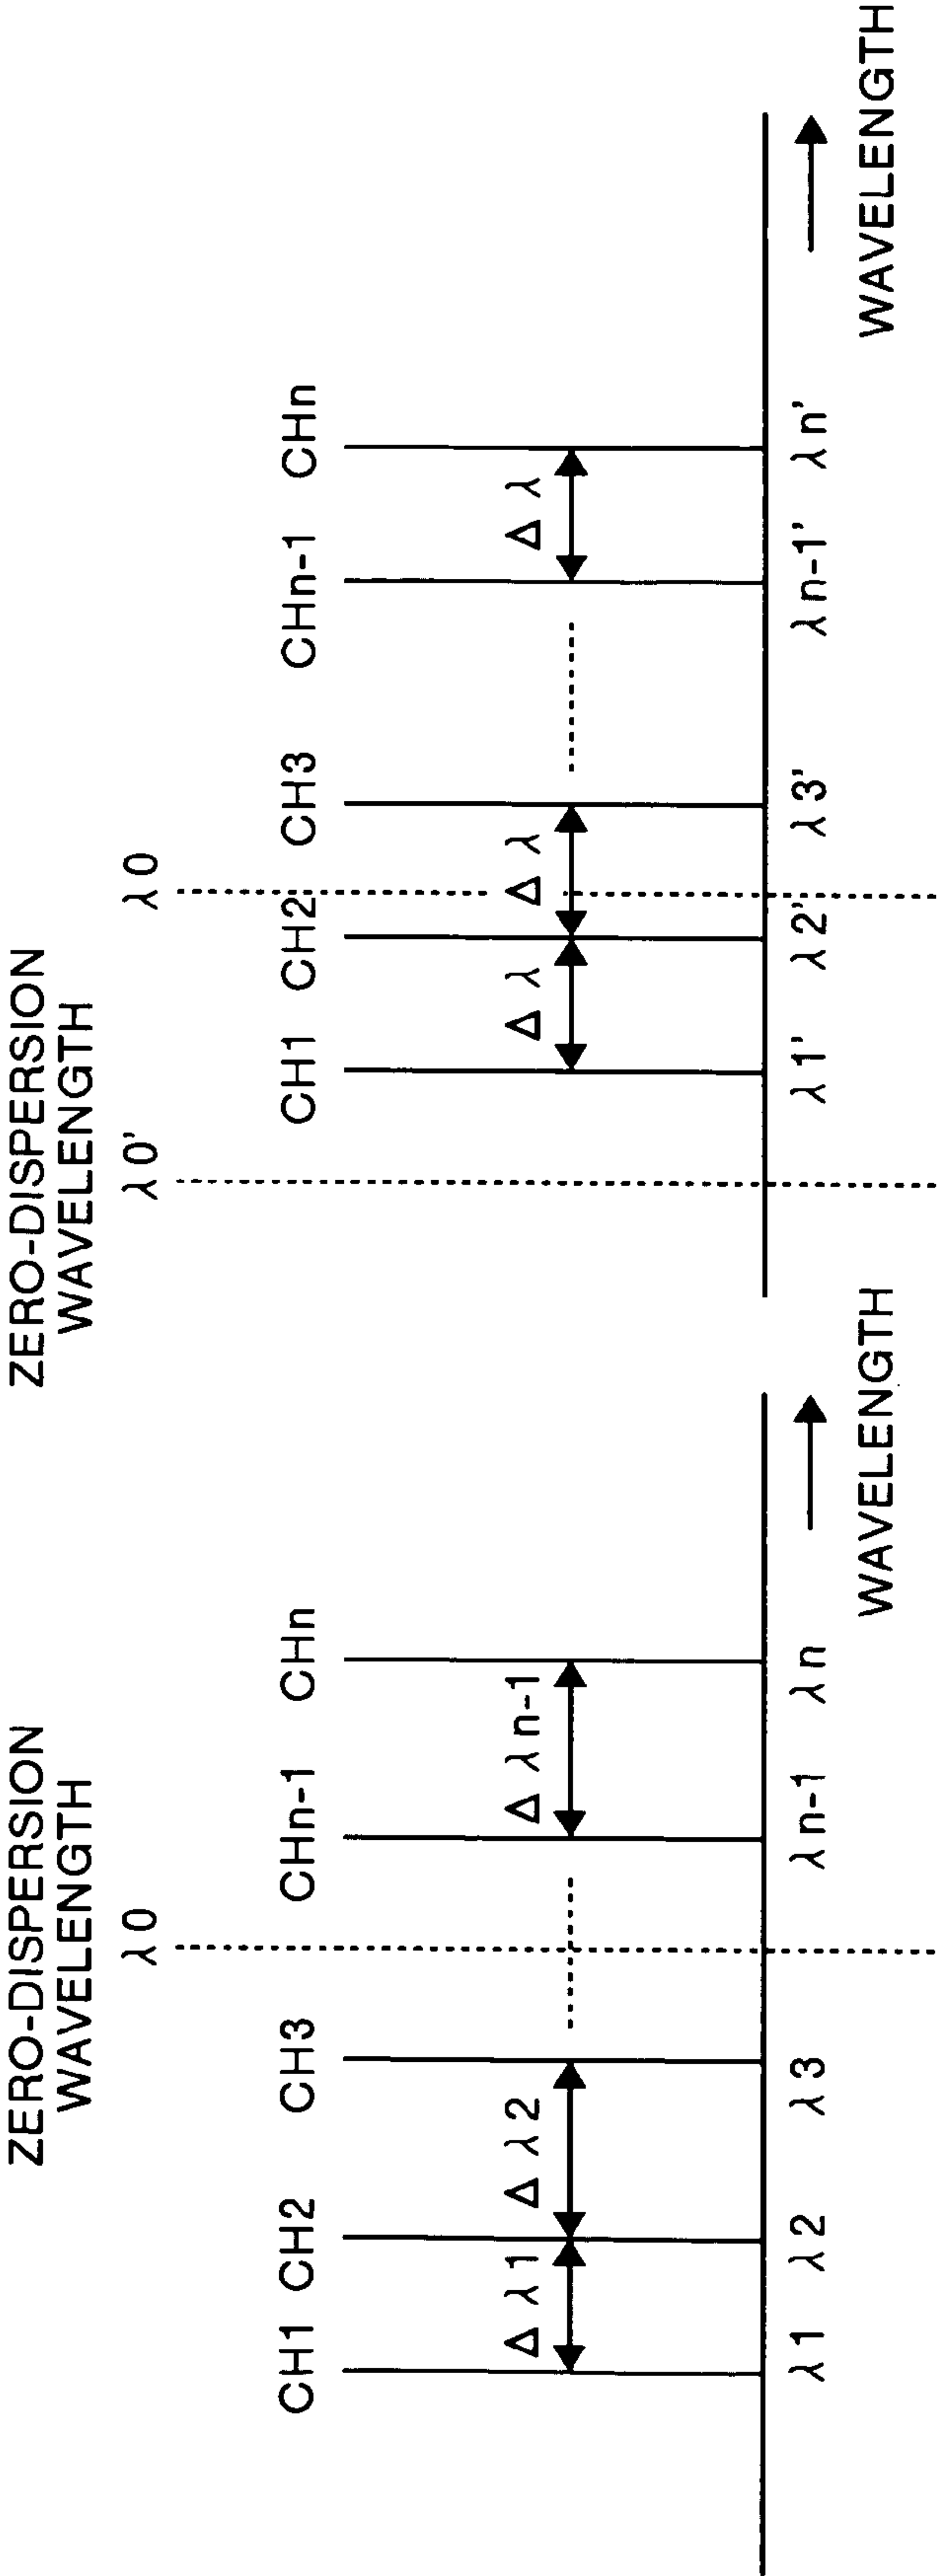 ZERO-DISPERSION
WAVELENGTH
λ0
CH1 CH2 CH3 CHn-1 CHn
Δλ1 Δλ2 Δλn-1
λ1 λ2 λ3 λn-1 λn
WAVELENGTH
ZERO-DISPERSION
WAVELENGTH
λ0' λ0
CH1 CH2 CH3 CHn-1 CHn
Δλ Δλ Δλ
λ1' λ2' λ3' λn-1' λn'
WAVELENGTH